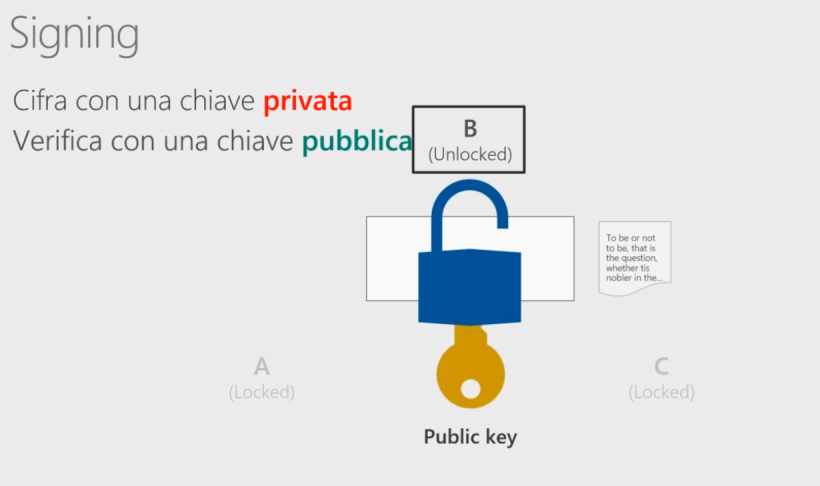 Signing
Cifra con una chiave privata
Verifica con una chiave pubblica
B
(Unlocked)
To be or not
to be, that is
the question,
whether tis
nobler in the...
A
(Locked)
C
(Locked)
Public key